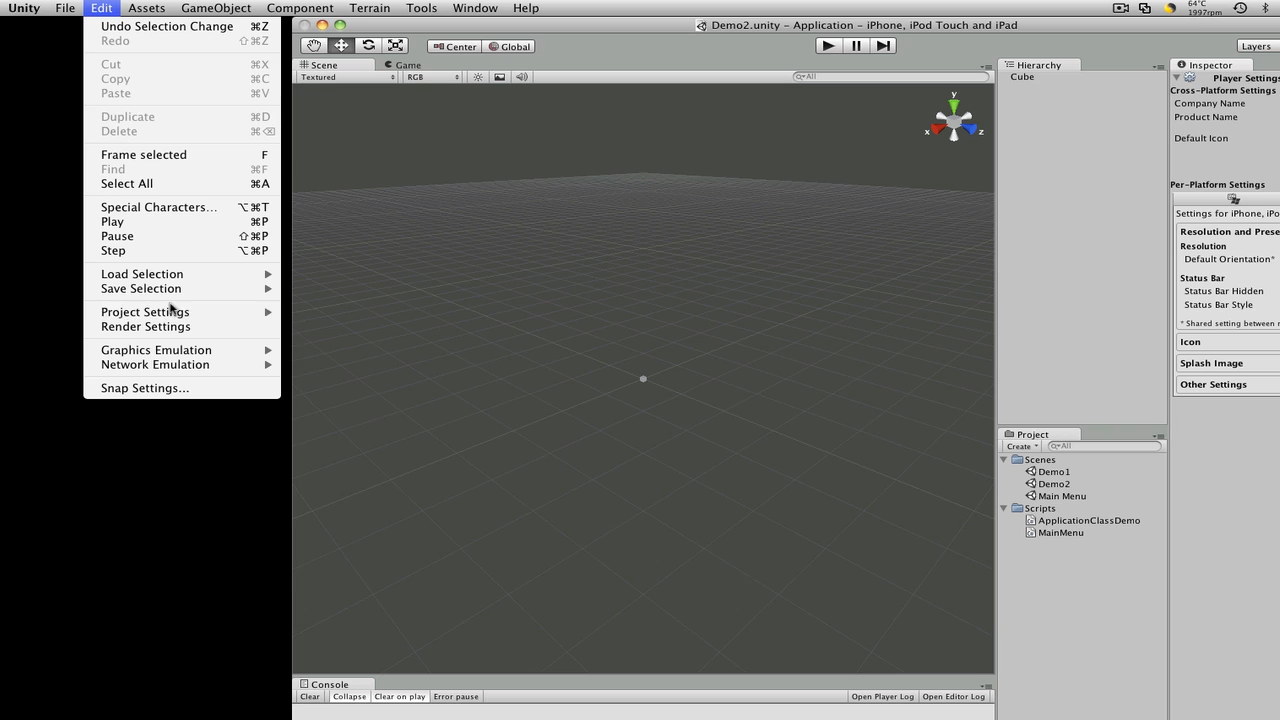 Unity File Edit Assets GameObject Component Terrain Tools Window Help
64°C
1997rpm
Undo Selection Change ⌘Z
Redo ⇧⌘Z
Cut ⌘X
Copy ⌘C
Paste ⌘V
Duplicate ⌘D
Delete ⌘⌫
Frame selected F
Find ⌘F
Select All ⌘A
Special Characters... ⌥⌘T
Play ⌘P
Pause ⇧⌘P
Step ⌥⌘P
Load Selection
Save Selection
Project Settings
Render Settings
Graphics Emulation
Network Emulation
Snap Settings...
Demo2.unity – Application – iPhone, iPod Touch and iPad
Center Global
Layers
Scene Game
Textured RGB All
y
x z
Hierarchy
Cube
Project
Create All
Scenes
Demo1
Demo2
Main Menu
Scripts
ApplicationClassDemo
MainMenu
Inspector
Player Settings
Cross-Platform Settings
Company Name
Product Name
Default Icon
Per-Platform Settings
Settings for iPhone, iPo
Resolution and Prese
Resolution
Default Orientation*
Status Bar
Status Bar Hidden
Status Bar Style
* Shared setting between m
Icon
Splash Image
Other Settings
Console
Clear Collapse Clear on play Error pause Open Player Log Open Editor Log